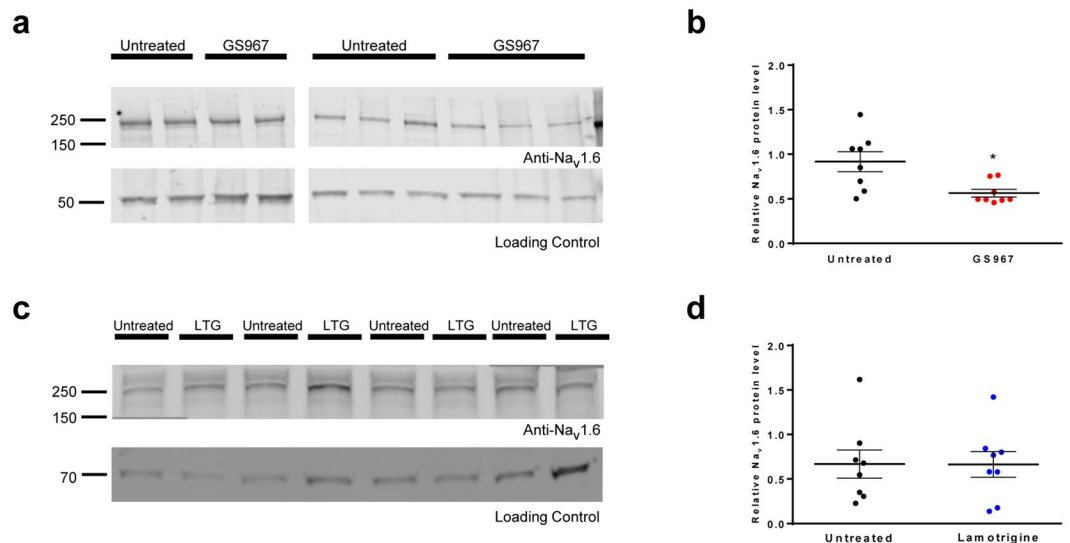 a
Untreated GS967 Untreated GS967
250
150
Anti-Nav1.6
50
Loading Control
b
Relative Nav1.6 protein level
2.0
1.5
1.0
0.5
0.0
*
Untreated GS967
c
Untreated LTG Untreated LTG Untreated LTG Untreated LTG
250
150
Anti-Nav1.6
70
Loading Control
d
Relative Nav1.6 protein level
2.0
1.5
1.0
0.5
0.0
Untreated Lamotrigine